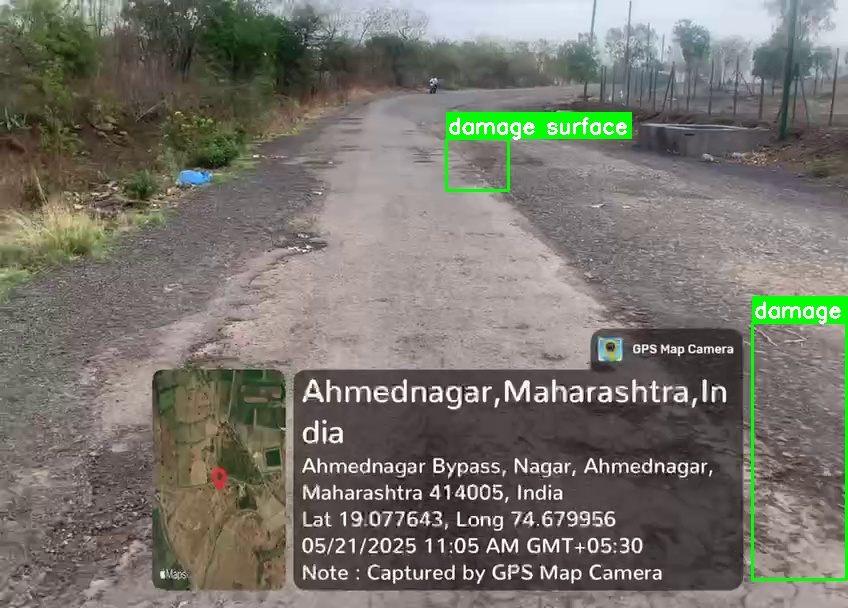 damage surface
damage
GPS Map Camera
Ahmednagar,Maharashtra,In
dia
Ahmednagar Bypass, Nagar, Ahmednagar,
Maharashtra 414005, India
Lat 19.077643, Long 74.679956
05/21/2025 11:05 AM GMT+05:30
Note : Captured by GPS Map Camera
Maps